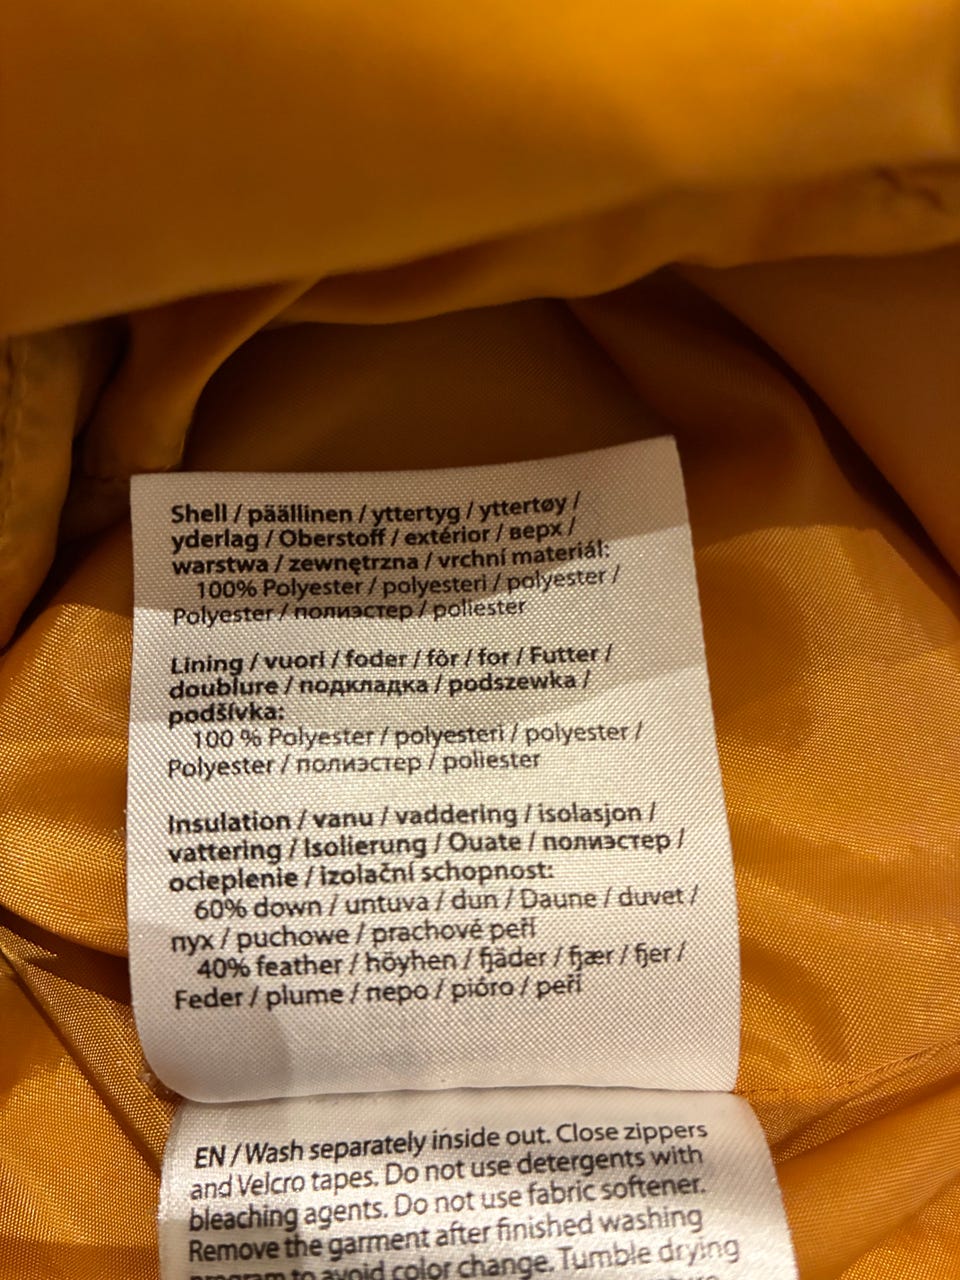 Shell / päällinen / yttertyg / yttertøy /
yderlag / Oberstoff / extérior / верх /
warstwa / zewnętrzna / vrchní materiál:
100% Polyester / polyesteri / polyester /
Polyester / полиэстер / poliester
Lining / vuori / foder / fôr / for / Futter /
doublure / подкладка / podszewka /
podšívka:
100 % Polyester / polyesteri / polyester /
Polyester / полиэстер / poliester
Insulation / vanu / vaddering / isolasjon /
vattering / Isolierung / Ouate / полиэстер /
ocieplenie / izolační schopnost:
60% down / untuva / dun / Daune / duvet /
пух / puchowe / prachové peří
40% feather / höyhen / fjäder / fjær / fjer /
Feder / plume / перо / pióro / peří
EN / Wash separately inside out. Close zippers
and Velcro tapes. Do not use detergents with
bleaching agents. Do not use fabric softener.
Remove the garment after finished washing
program to avoid color change. Tumble drying